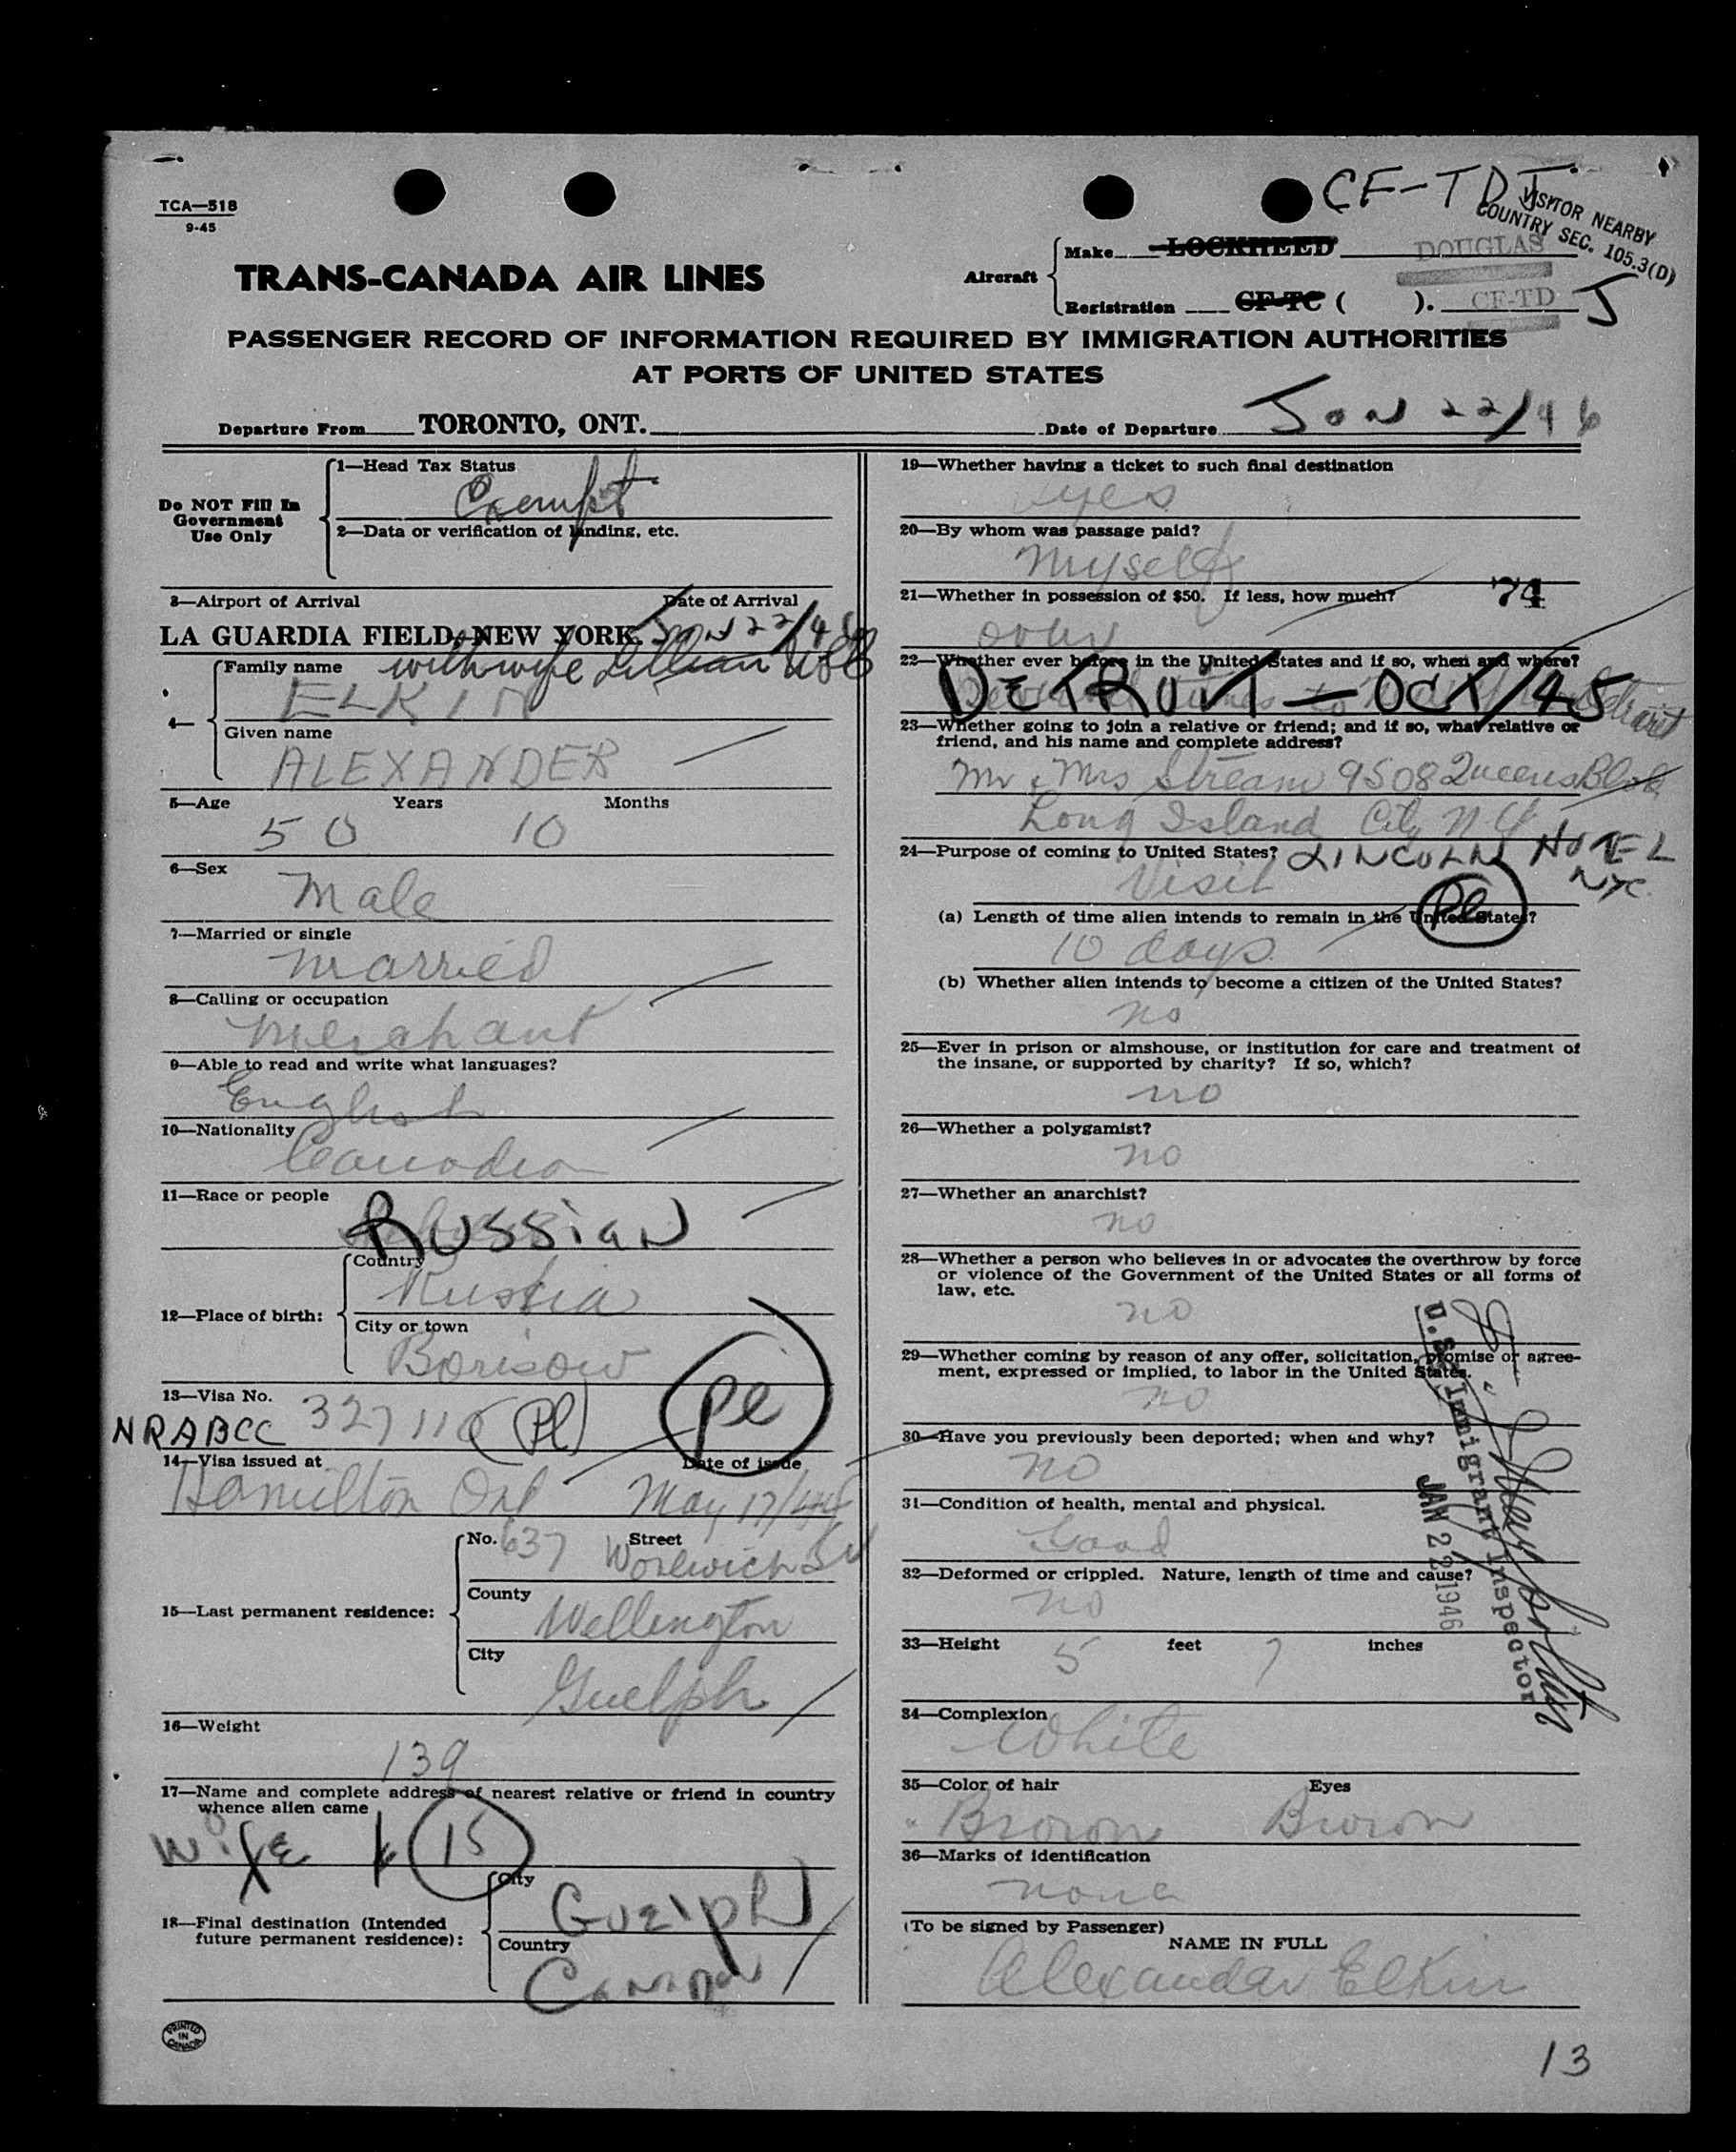 CF-TDJ
VISITOR NEARBY
COUNTRY SEC. 105.3(D)
TCA—518
9-45
TRANS-CANADA AIR LINES
Aircraft
Make LOCKHEED DOUGLAS
Registration CF-TC ( ). CF-TD J
PASSENGER RECORD OF INFORMATION REQUIRED BY IMMIGRATION AUTHORITIES
AT PORTS OF UNITED STATES
Departure From TORONTO, ONT. Date of Departure Jan 22/46
Do NOT Fill In
Government
Use Only
1—Head Tax Status
Exempt
2—Data or verification of landing, etc.
3—Airport of Arrival Date of Arrival
LA GUARDIA FIELD, NEW YORK. Jan 22/46
4—
Family name with wife Lillian
ELKIN
Given name
ALEXANDER
5—Age Years Months
50 10
6—Sex
Male
7—Married or single
Married
8—Calling or occupation
Merchant
9—Able to read and write what languages?
English
10—Nationality
Canadian
11—Race or people
RUSSIAN
12—Place of birth:
Country
Russia
City or town
Borisow
13—Visa No.
NRABCC 327110 (Pl) pl
14—Visa issued at Date of issue
Hamilton Ont May 17/44
15—Last permanent residence:
No. 637 Street Woolwich St
County
Wellington
City
Guelph
16—Weight
139
17—Name and complete address of nearest relative or friend in country
whence alien came
Wife 15
18—Final destination (Intended
future permanent residence):
City
Guelph
Country
Canada
PRINTED
IN
CANADA
19—Whether having a ticket to such final destination
yes
20—By whom was passage paid?
Myself
21—Whether in possession of $50. If less, how much? 74
over
22—Whether ever before in the United States and if so, when and where?
DETROIT — OCT/45
23—Whether going to join a relative or friend; and if so, what relative or
friend, and his name and complete address?
Mr & Mrs Stream 9508 Queens Blvd
Long Island City N.Y.
24—Purpose of coming to United States? LINCOLN HOTEL
NYC.
Visit
(a) Length of time alien intends to remain in the United States? pl
10 days
(b) Whether alien intends to become a citizen of the United States?
no
25—Ever in prison or almshouse, or institution for care and treatment of
the insane, or supported by charity? If so, which?
no
26—Whether a polygamist?
no
27—Whether an anarchist?
no
28—Whether a person who believes in or advocates the overthrow by force
or violence of the Government of the United States or all forms of
law, etc.
no
29—Whether coming by reason of any offer, solicitation, promise or agree-
ment, expressed or implied, to labor in the United States.
no
30—Have you previously been deported; when and why?
no
31—Condition of health, mental and physical.
Good
32—Deformed or crippled. Nature, length of time and cause?
no
33—Height 5 feet 7 inches
34—Complexion
White
35—Color of hair Eyes
Brown Brown
36—Marks of identification
none
(To be signed by Passenger)
NAME IN FULL
Alexander Elkin
U.S. Immigrant Inspector
JAN 22 1946
13